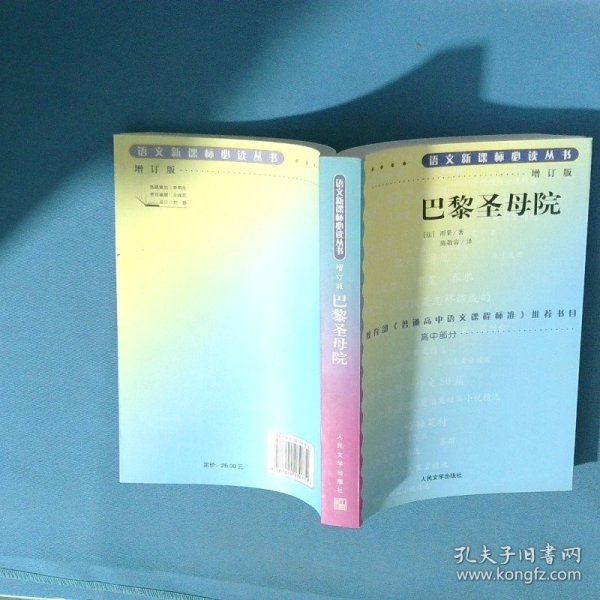 语文新课标必读丛书
增订版
定价:26.00元
语文新课标必读丛书
增订版
巴黎圣母院
人民文学出版社
语文新课标必读丛书
增订版
巴黎圣母院
[法] 雨果/著
陈敬容/译
教育部《普通高中语文课程标准》推荐书目
高中部分
人民文学出版社
孔夫子旧书网
www.kongfz.com